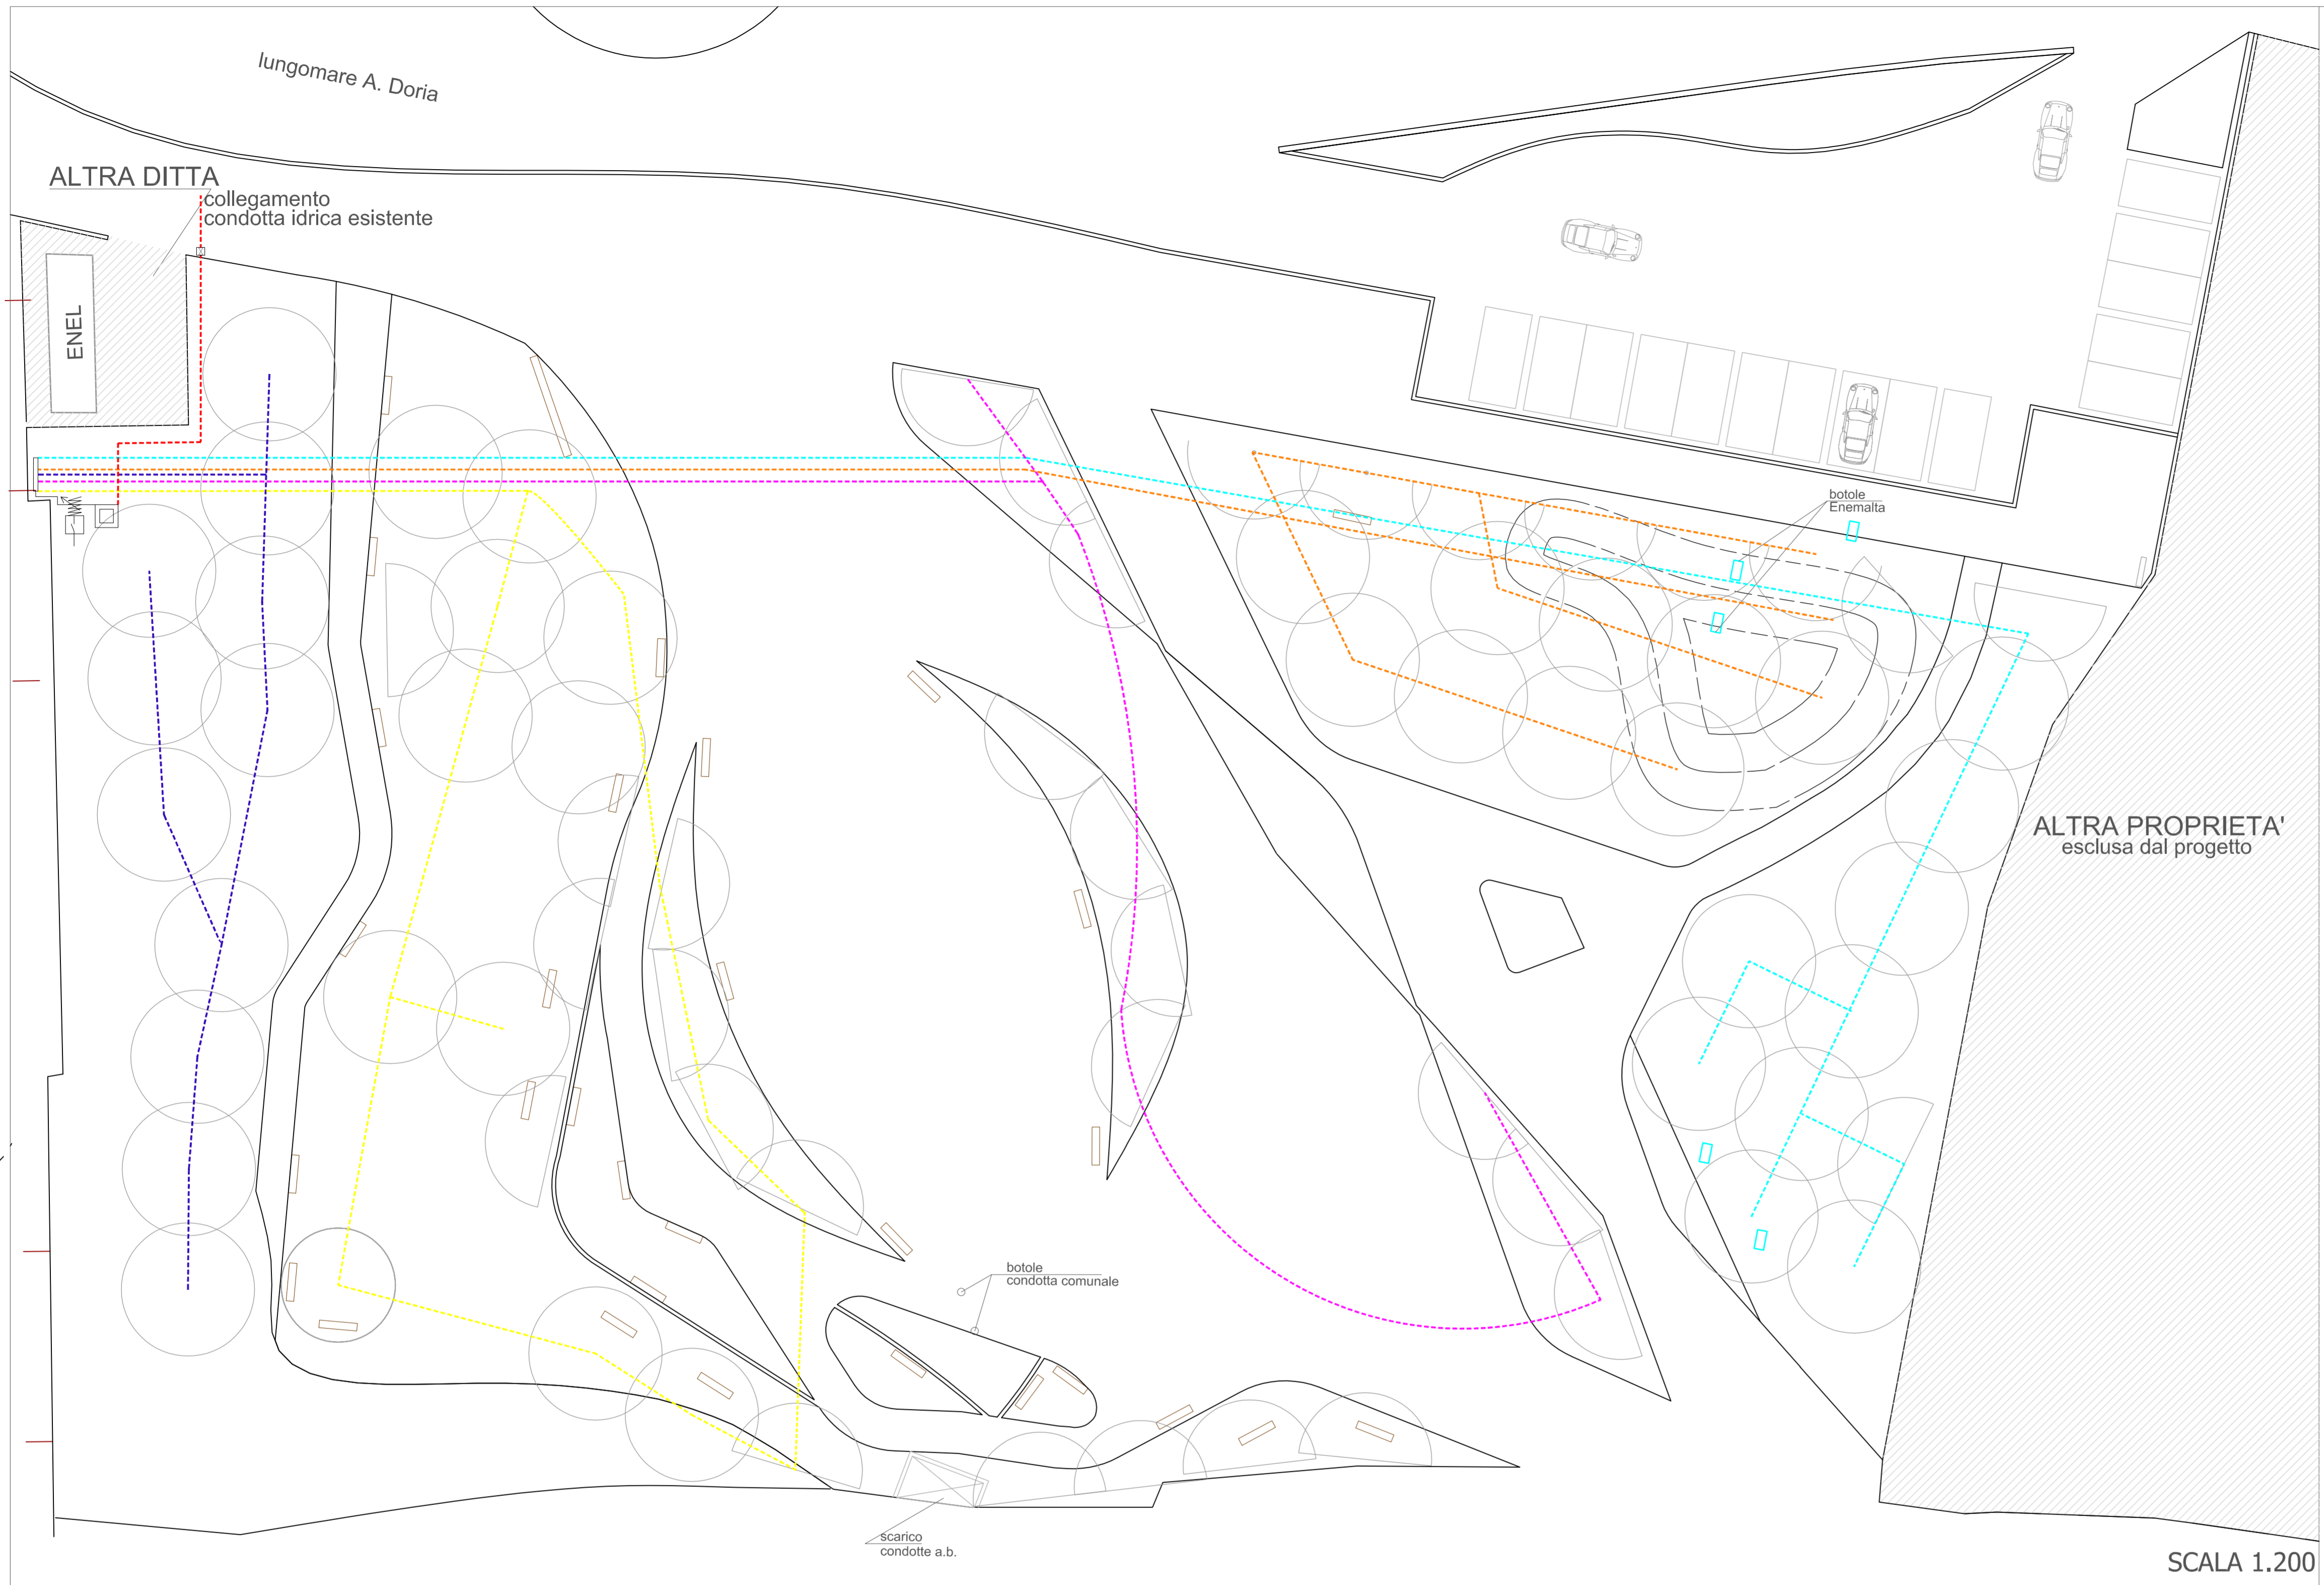 lungomare A. Doria
ALTRA DITTA
collegamento
condotta idrica esistente
ENEL
botole
Enemalta
ALTRA PROPRIETA'
esclusa dal progetto
botole
condotta comunale
scarico
condotte a.b.
SCALA 1.200